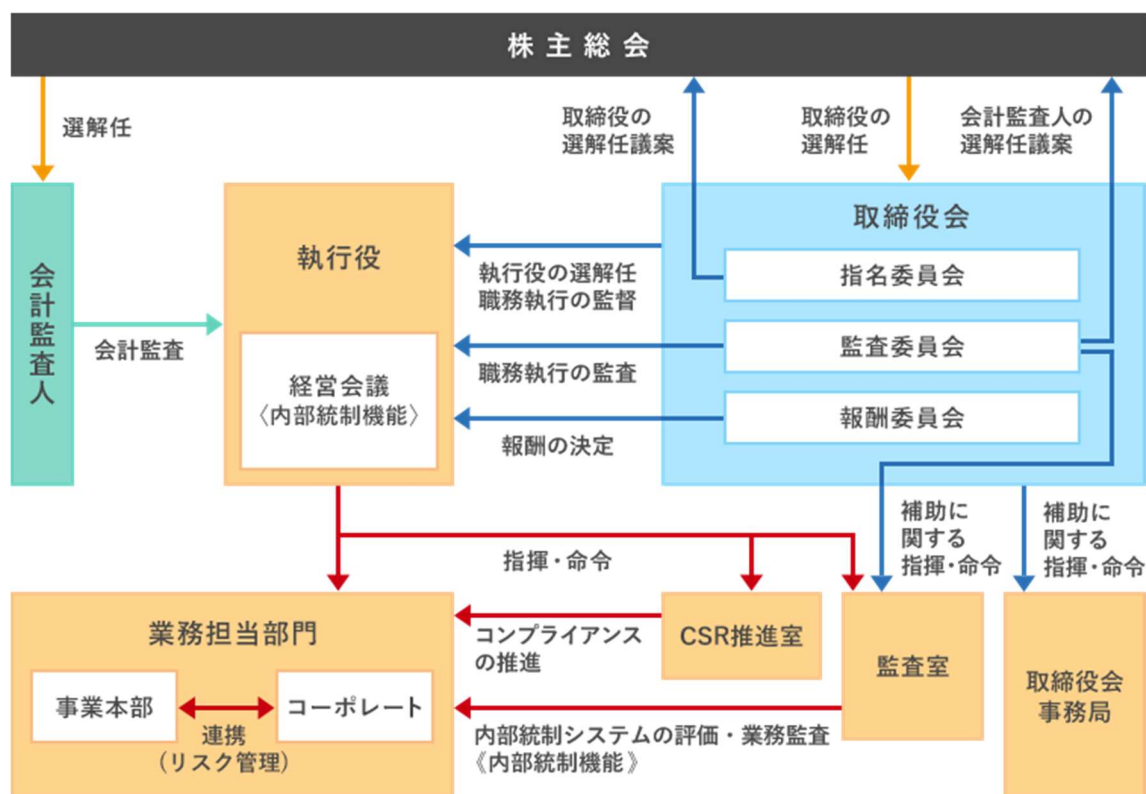 株主総会
選解任
取締役の
選解任議案
取締役の
選解任
会計監査人の
選解任議案
会計監査人
会計監査
執行役
経営会議
〈内部統制機能〉
執行役の選解任
職務執行の監督
職務執行の監査
報酬の決定
取締役会
指名委員会
監査委員会
報酬委員会
指揮・命令
補助に
関する
指揮・命令
補助に
関する
指揮・命令
業務担当部門
事業本部
コーポレート
連携
(リスク管理)
コンプライアンス
の推進
内部統制システムの評価・業務監査
《内部統制機能》
CSR推進室
監査室
取締役会
事務局